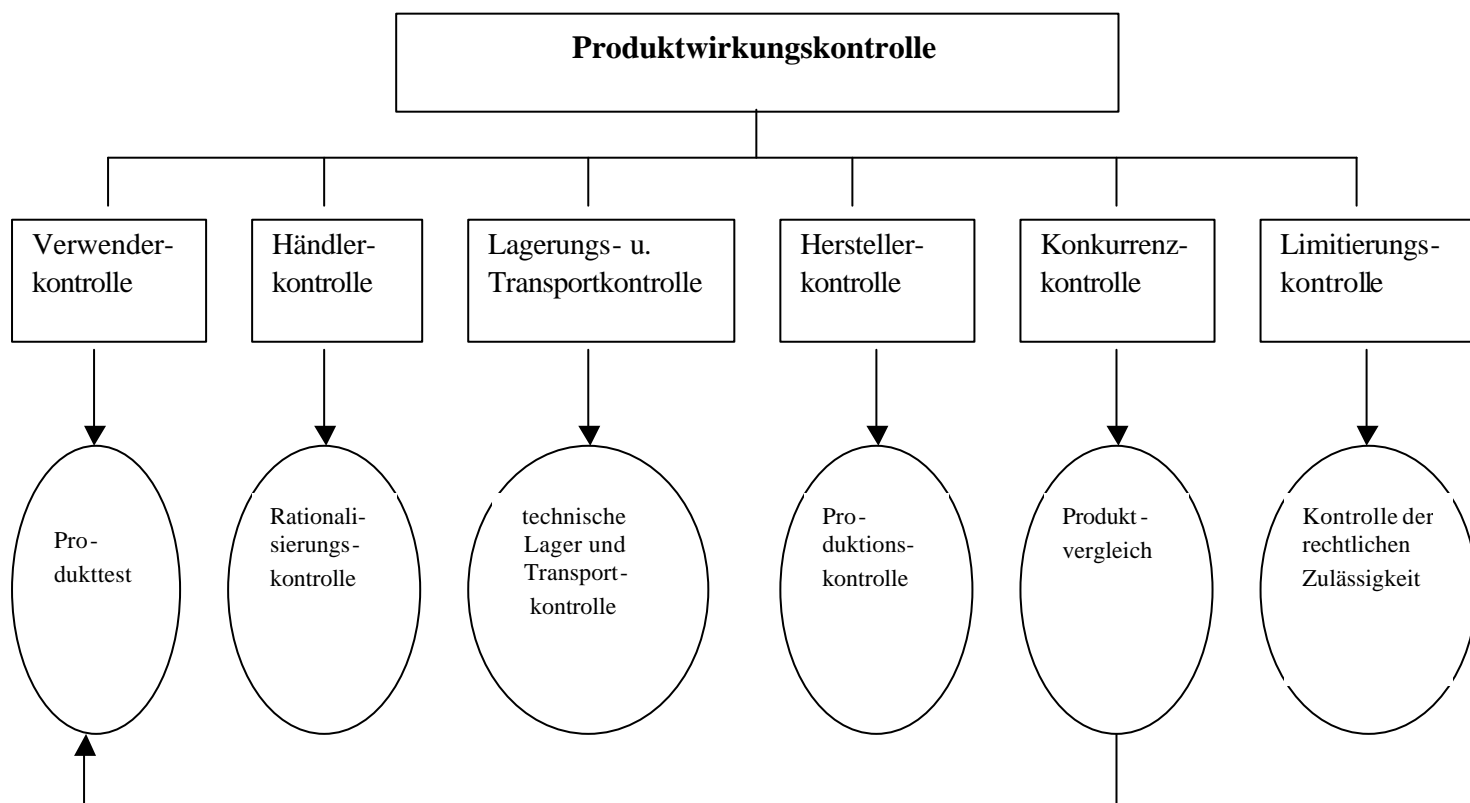 Produktwirkungskontrolle
Verwender-
kontrolle
Händler-
kontrolle
Lagerungs- u.
Transportkontrolle
Hersteller-
kontrolle
Konkurrenz-
kontrolle
Limitierungs-
kontrolle
Pro-
dukttest
Rationali-
sierungs-
kontrolle
technische
Lager und
Transport-
kontrolle
Pro-
duktions-
kontrolle
Produkt-
vergleich
Kontrolle der
rechtlichen
Zulässigkeit